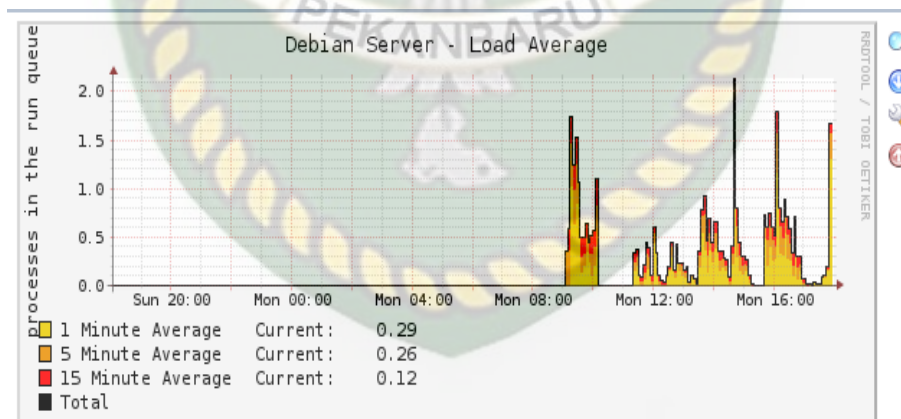 PEKANBARU
Debian Server - Load Average
processes in the run queue
RRDTOOL / TOBI OETIKER
2.0
1.5
1.0
0.5
0.0
Sun 20:00 Mon 00:00 Mon 04:00 Mon 08:00 Mon 12:00 Mon 16:00
1 Minute Average Current: 0.29
5 Minute Average Current: 0.26
15 Minute Average Current: 0.12
Total